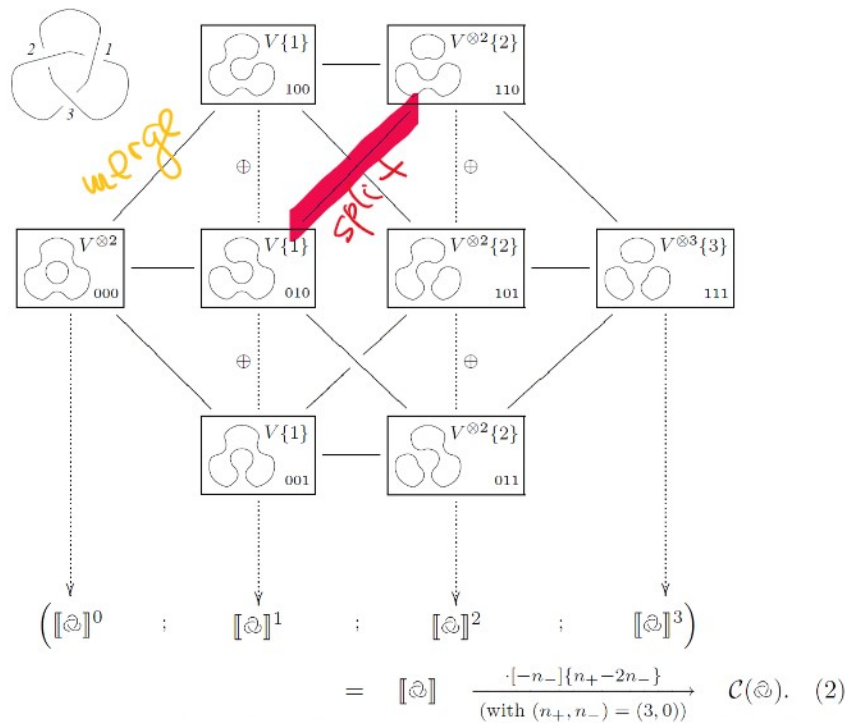 2 1
3
V{1}
100
V^{⊗2}{2}
110
merge
⊕ ⊕
split
V^{⊗2}
000
V{1}
010
V^{⊗2}{2}
101
V^{⊗3}{3}
111
⊕ ⊕
V{1}
001
V^{⊗2}{2}
011
(⟦⟧^0 ; ⟦⟧^1 ; ⟦⟧^2 ; ⟦⟧^3)
= ⟦⟧ ·[-n_-]{n_+-2n_-} C( ). (2)
(with (n_+, n_-) = (3, 0))